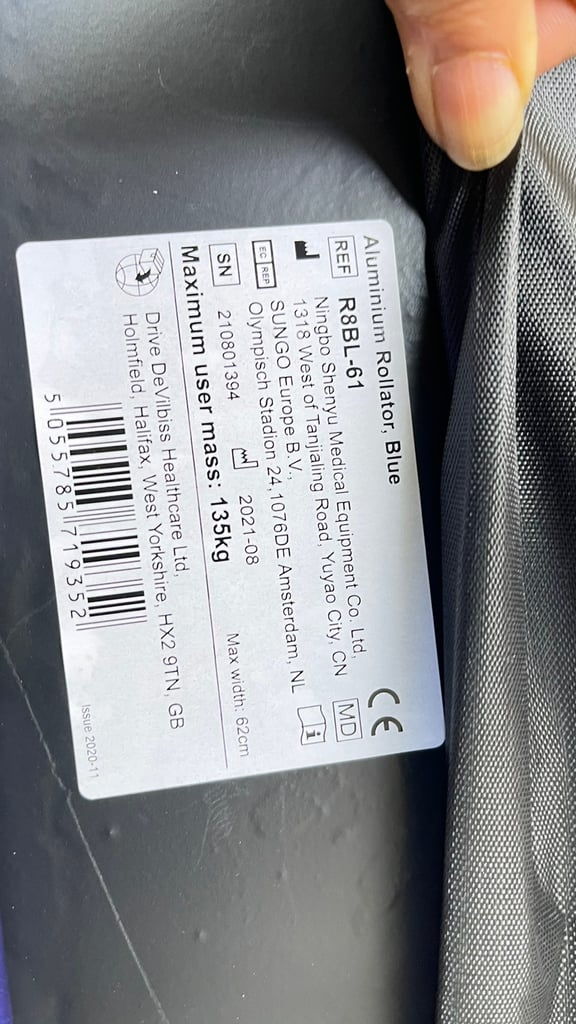 Aluminium Rollator, Blue
CE
REF R8BL-61
MD
Ningbo Shenyu Medical Equipment Co. Ltd,
1318 West of Tanjialing Road, Yuyao City, CN
i
EC REP SUNGO Europe B.V.,
Olympisch Stadion 24,1076DE Amsterdam, NL
SN 210801394 2021-08
Max width: 62cm
Maximum user mass: 135kg
Drive DeVilbiss Healthcare Ltd,
Holmfield, Halifax, West Yorkshire, HX2 9TN, GB
5 055785 719352
Issue 2020-11